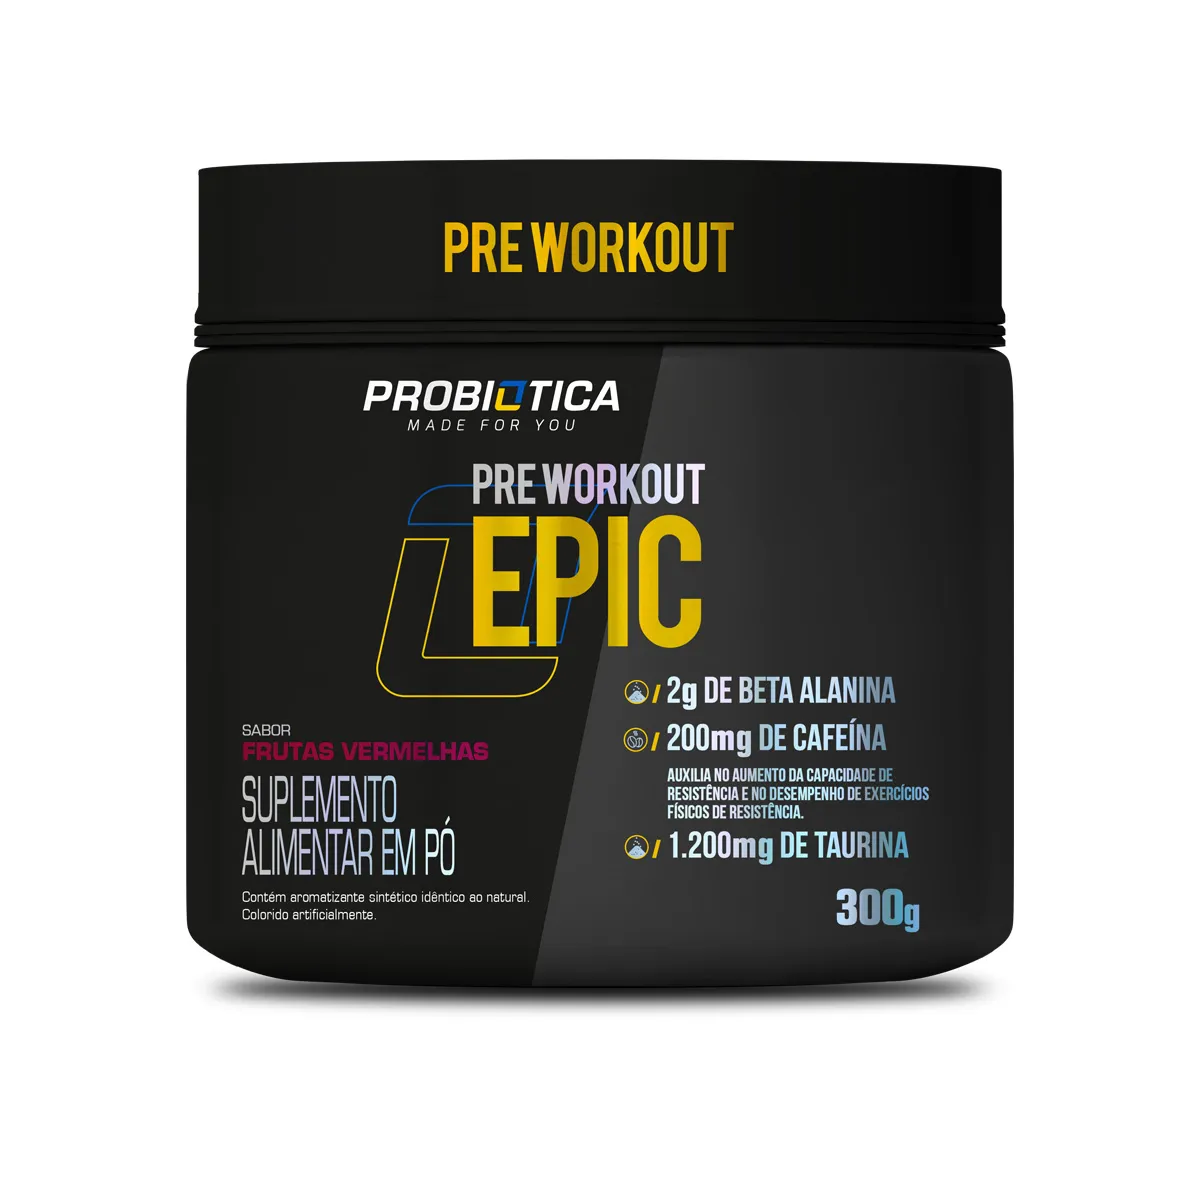 PRE WORKOUT
PROBIOTICA
MADE FOR YOU
PRE WORKOUT
EPIC
/ 2g DE BETA ALANINA
/ 200mg DE CAFEÍNA
AUXILIA NO AUMENTO DA CAPACIDADE DE
RESISTÊNCIA E NO DESEMPENHO DE EXERCÍCIOS
FÍSICOS DE RESISTÊNCIA.
/ 1.200mg DE TAURINA
300g
SABOR
FRUTAS VERMELHAS
SUPLEMENTO
ALIMENTAR EM PÓ
Contém aromatizante sintético idêntico ao natural.
Colorido artificialmente.